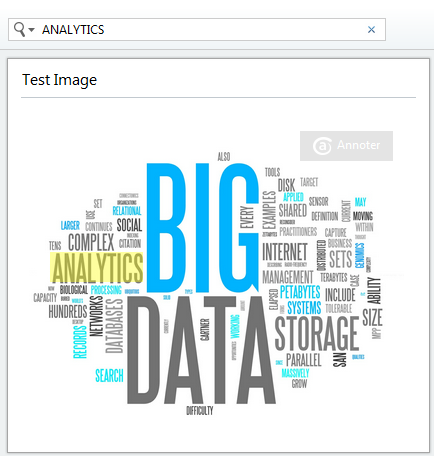 ANALYTICS
Test Image
Annoter
ALSO
BIG
DATA
ANALYTICS
STORAGE
TOOLS
DISK
TARGET
APPLIED
SENSOR
MAY
EXAMPLES
SHARED
DEFINITION
CURRENT
MOVING
EVERY
PRACTITIONERS
CAPTURE
WITHIN
BUSINESS
INTERNET
DISTRIBUTED
SETS
GENOMICS
MANAGEMENT
TERABYTES
CASE
ELAPSED
PETABYTES
INCLUDE
ABILITY
SYSTEMS
TOLERABLE
SIZE
MPP
PARALLEL
SAN
MASSIVELY
GROW
SET
RELATIONAL
LARGER
CONTINUES
SOCIAL
COMPLEX
CITATION
TENS
BIOLOGICAL
PROCESSING
CAPACITY
HUNDREDS
NETWORKS
DATABASES
RECORDS
SEARCH
GARTNER
WORKING
DIFFICULTY